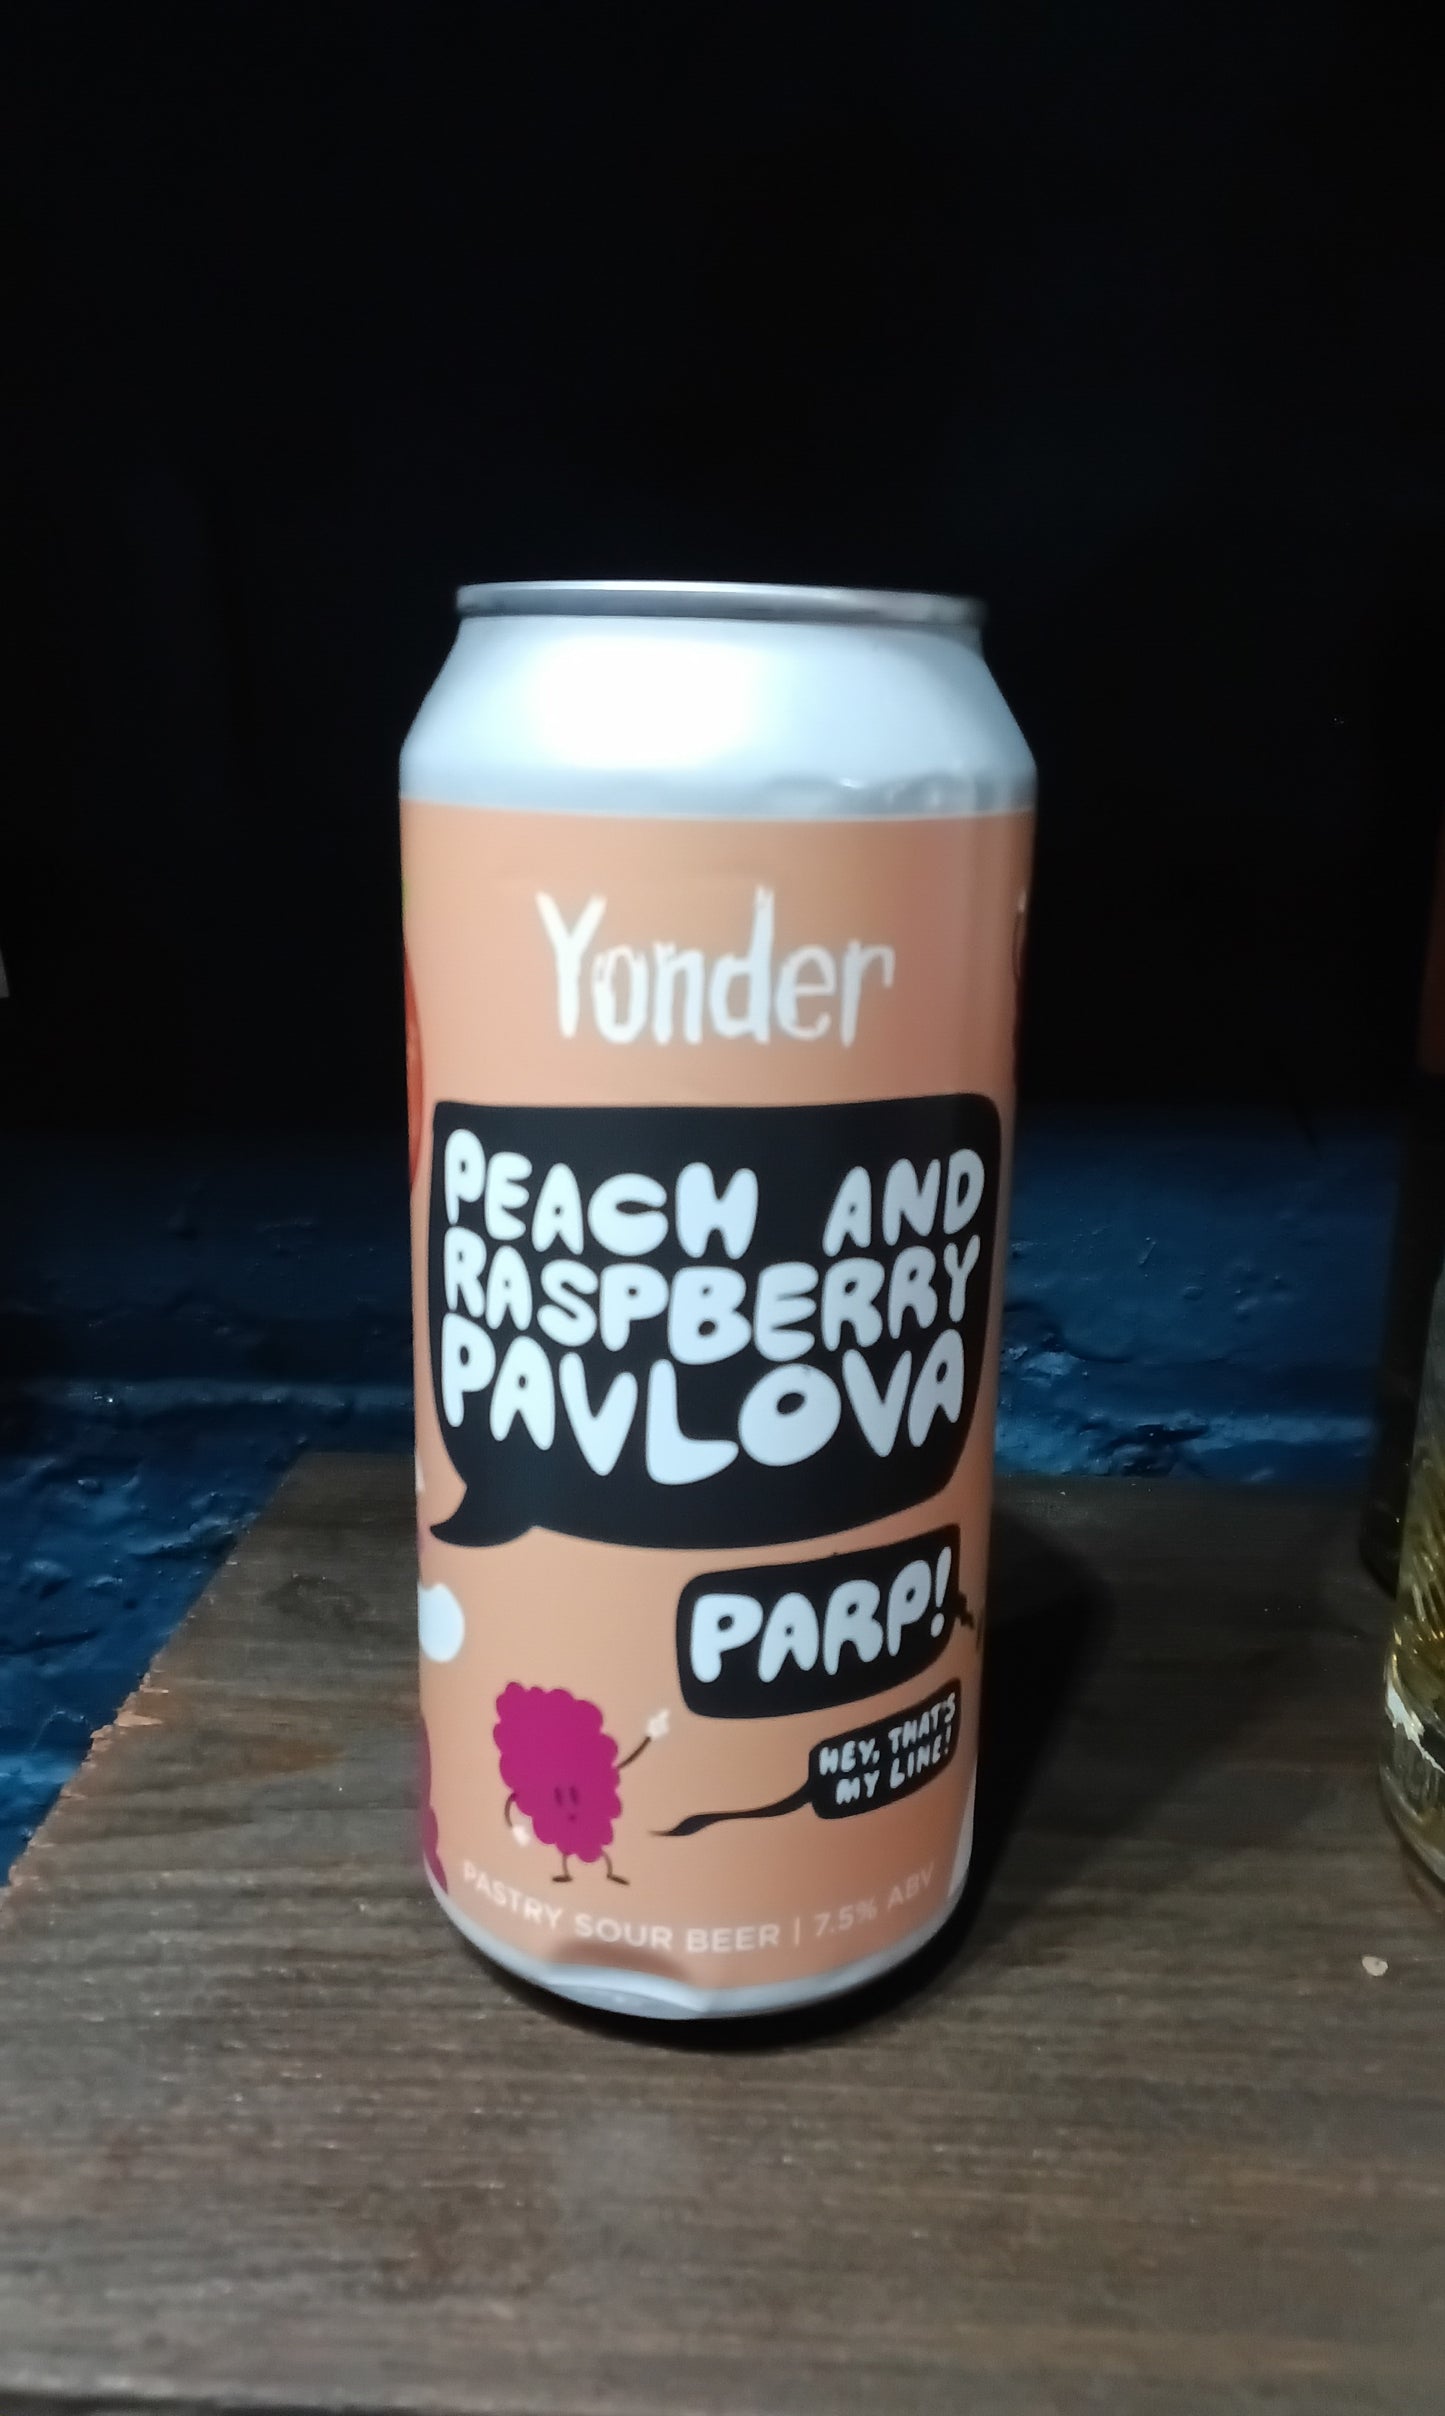 Yonder
PEACH AND
RASPBERRY
PAVLOVA
PARP!
HEY, THAT'S
MY LINE!
PASTRY SOUR BEER | 7.5% ABV